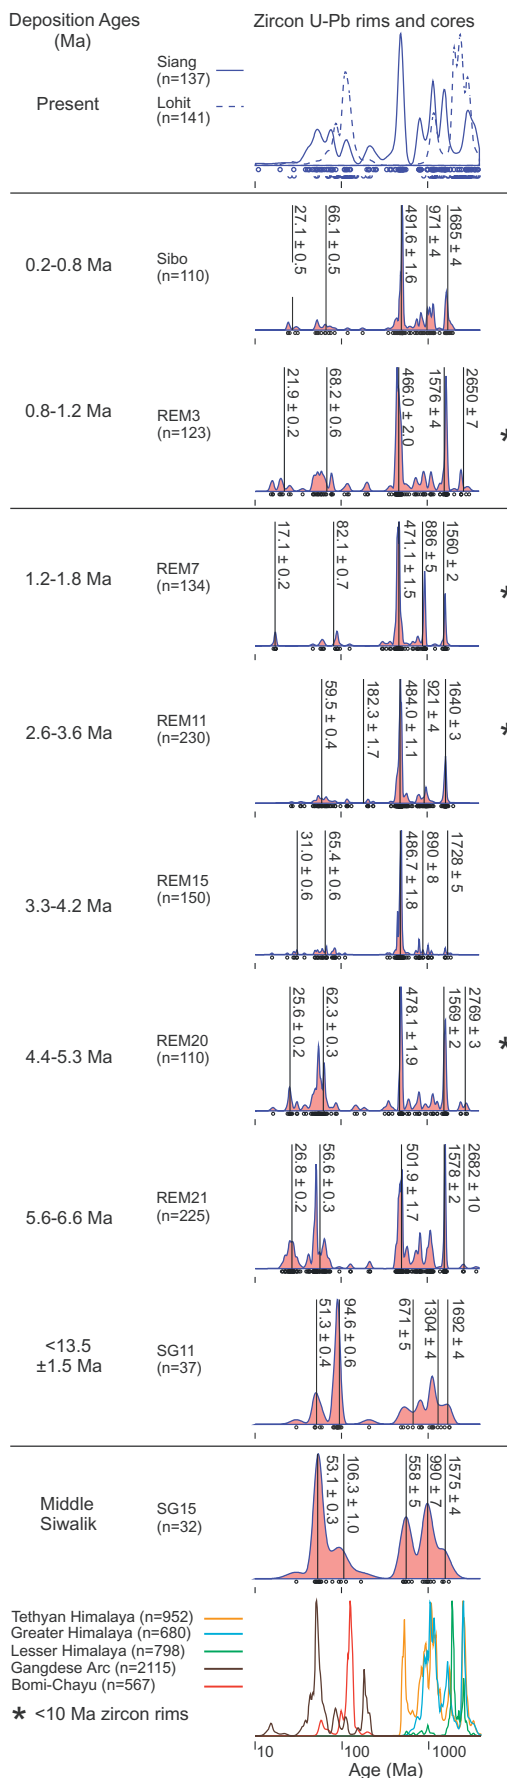 Deposition Ages
(Ma)
Zircon U-Pb rims and cores
Present
Siang
(n=137)
Lohit
(n=141)
0.2-0.8 Ma
Sibo
(n=110)
27.1 ± 0.5
66.1 ± 0.5
491.6 ± 1.6
971 ± 4
1685 ± 4
0.8-1.2 Ma
REM3
(n=123)
21.9 ± 0.2
68.2 ± 0.6
466.0 ± 2.0
1576 ± 4
2650 ± 7
*
1.2-1.8 Ma
REM7
(n=134)
17.1 ± 0.2
82.1 ± 0.7
471.1 ± 1.5
886 ± 5
1560 ± 2
*
2.6-3.6 Ma
REM11
(n=230)
59.5 ± 0.4
182.3 ± 1.7
484.0 ± 1.1
921 ± 4
1640 ± 3
*
3.3-4.2 Ma
REM15
(n=150)
31.0 ± 0.6
65.4 ± 0.6
486.7 ± 1.8
890 ± 8
1728 ± 5
4.4-5.3 Ma
REM20
(n=110)
25.6 ± 0.2
62.3 ± 0.3
478.1 ± 1.9
1569 ± 2
2769 ± 3
*
5.6-6.6 Ma
REM21
(n=225)
26.8 ± 0.2
56.6 ± 0.3
501.9 ± 1.7
1578 ± 2
2682 ± 10
<13.5
±1.5 Ma
SG11
(n=37)
51.3 ± 0.4
94.6 ± 0.6
671 ± 5
1304 ± 4
1692 ± 4
Middle
Siwalik
SG15
(n=32)
53.1 ± 0.3
106.3 ± 1.0
558 ± 5
990 ± 7
1575 ± 4
Tethyan Himalaya (n=952)
Greater Himalaya (n=680)
Lesser Himalaya (n=798)
Gangdese Arc (n=2115)
Bomi-Chayu (n=567)
* <10 Ma zircon rims
10
100
1000
Age (Ma)